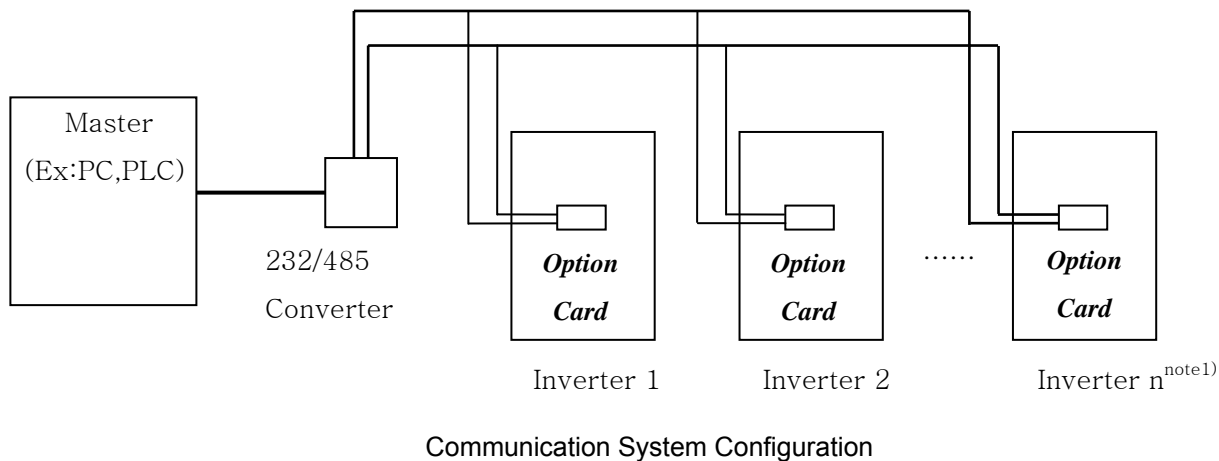 Master
(Ex:PC,PLC)
232/485
Converter
Option
Card
Inverter 1
Option
Card
Inverter 2
......
Option
Card
Inverter n note1)
Communication System Configuration